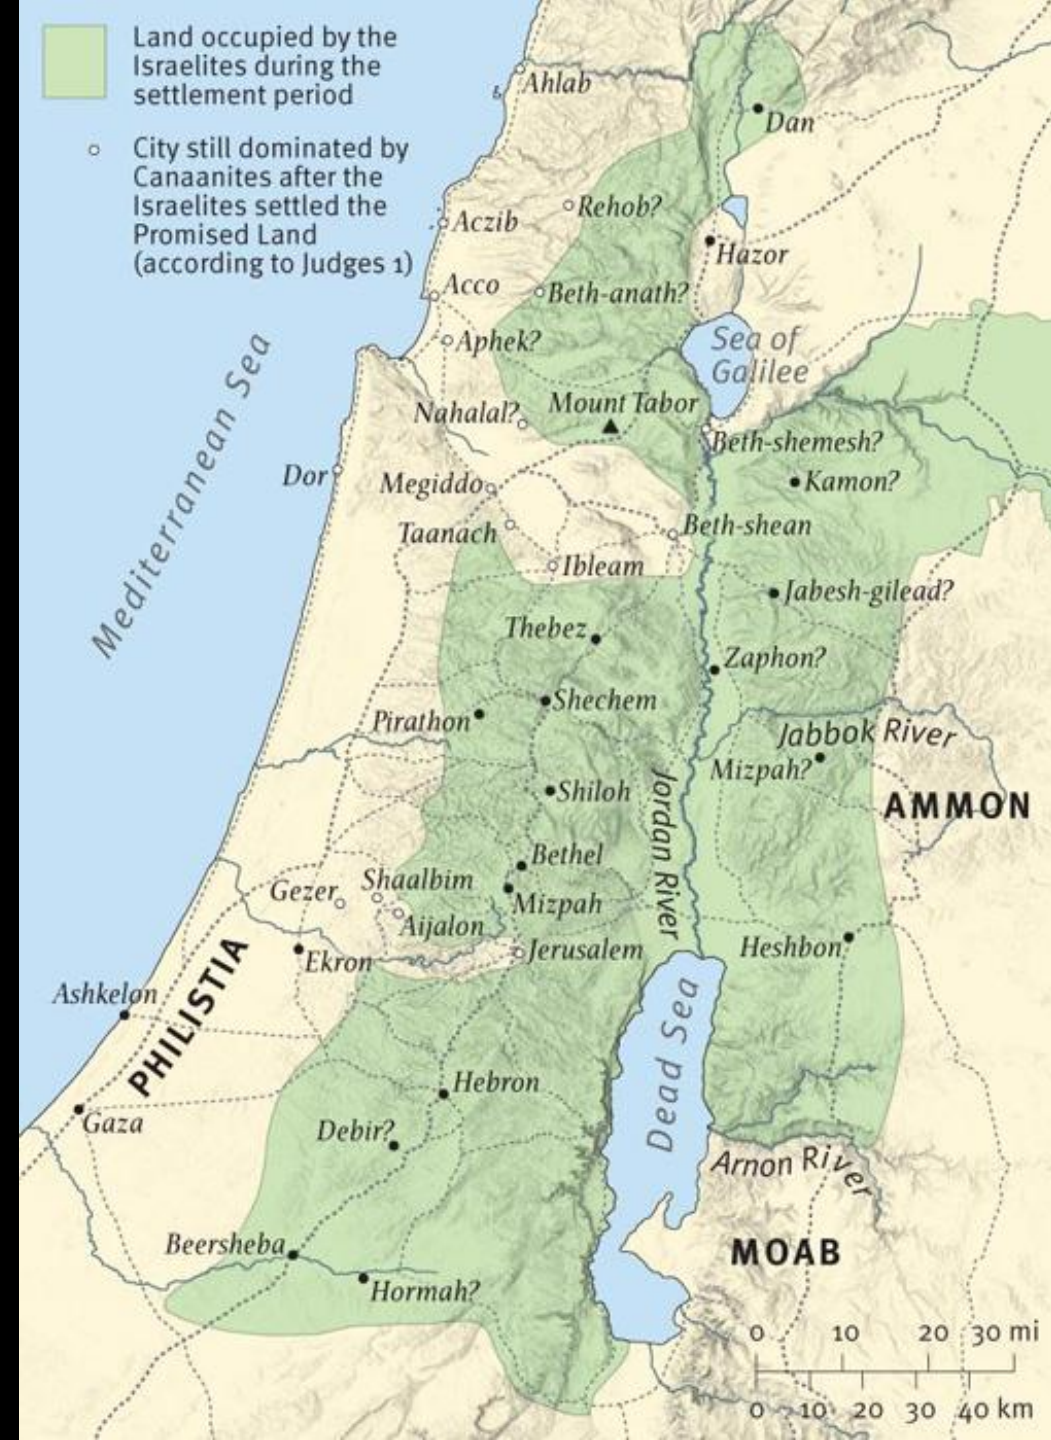 Land occupied by the
Israelites during the
settlement period
City still dominated by
Canaanites after the
Israelites settled the
Promised Land
(according to Judges 1)
Ahlab
Dan
Rehob?
Aczib
Hazor
Acco
Beth-anath?
Aphek?
Sea of
Galilee
Mediterranean Sea
Nahalal?
Mount Tabor
Beth-shemesh?
Dor
Megiddo
Kamon?
Taanach
Beth-shean
Ibleam
Jabesh-gilead?
Thebez
Zaphon?
Shechem
Pirathon
Jabbok River
Mizpah?
Jordan River
Shiloh
AMMON
Bethel
Shaalbim
Gezer
Mizpah
Aijalon
Jerusalem
Heshbon
Ekron
Ashkelon
PHILISTIA
Dead Sea
Hebron
Gaza
Debir?
Arnon River
Beersheba
MOAB
Hormah?
0 10 20 30 mi
0 10 20 30 40 km